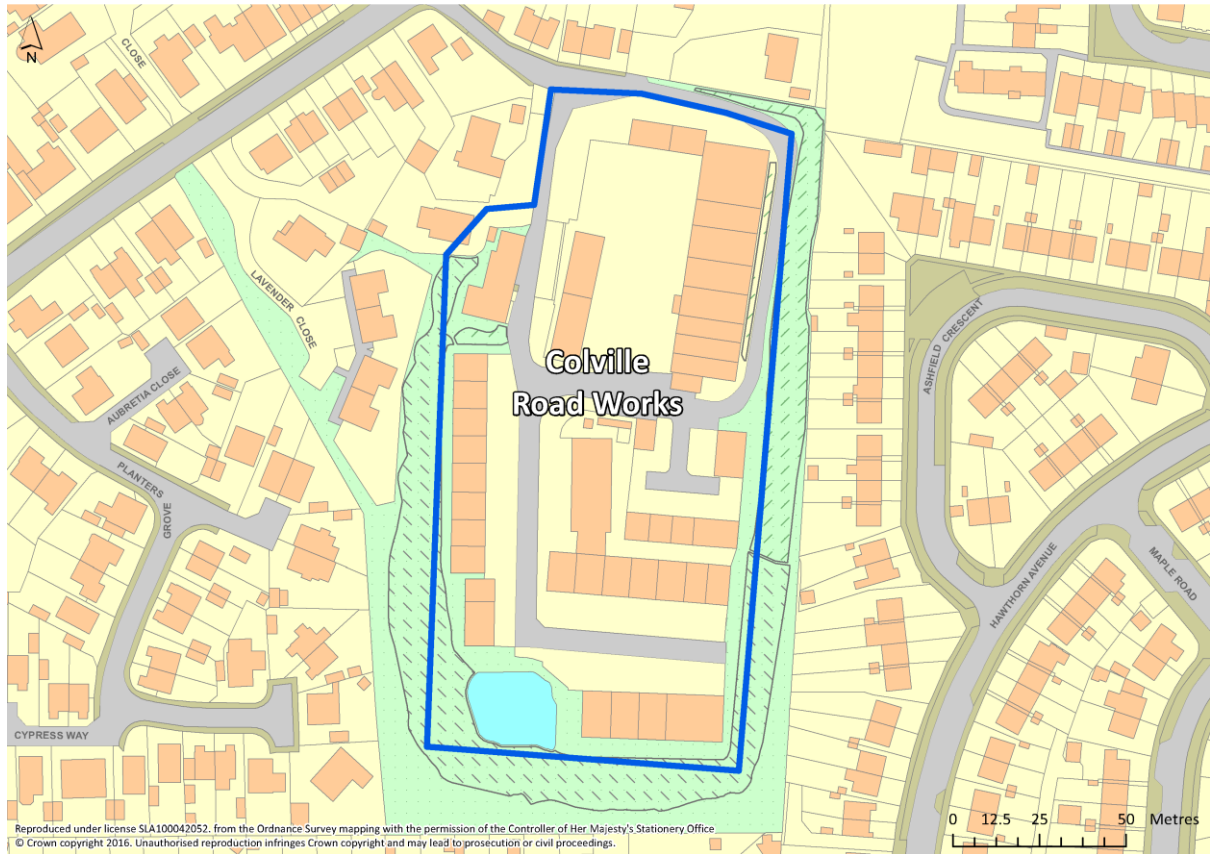 N
CLOSE
LAVENDER CLOSE
AUBRETIA CLOSE
PLANTERS
GROVE
CYPRESS WAY
Colville
Road Works
ASHFIELD CRESCENT
HAWTHORN AVENUE
MAPLE ROAD
0 12.5 25 50 Metres
Reproduced under license SLA100042052. from the Ordnance Survey mapping with the permission of the Controller of Her Majesty's Stationery Office
© Crown copyright 2016. Unauthorised reproduction infringes Crown copyright and may lead to prosecution or civil proceedings.